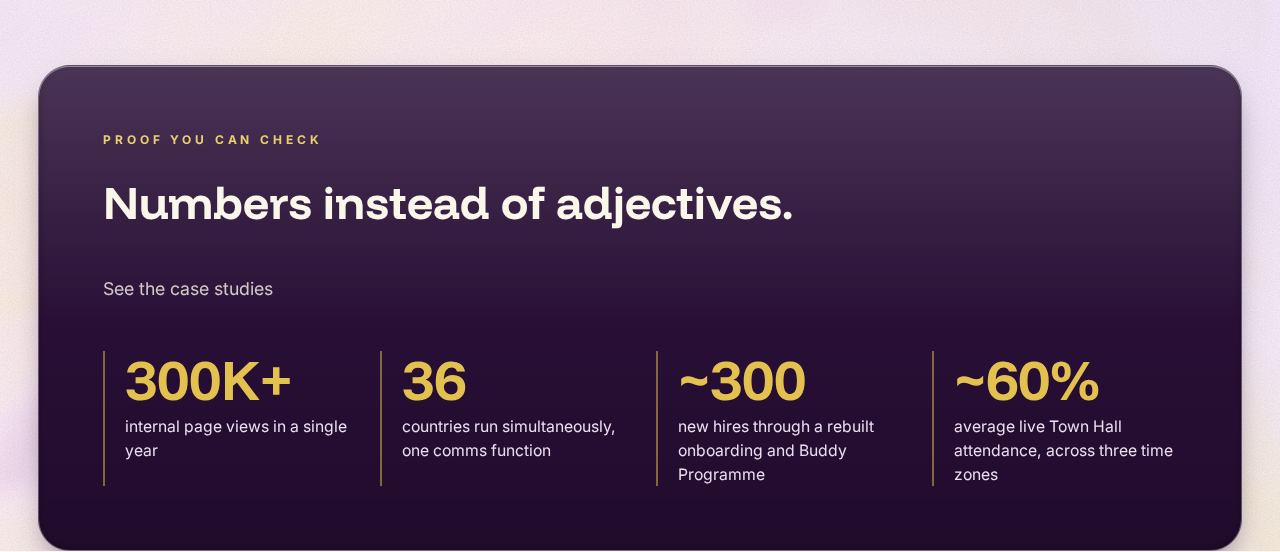 PROOF YOU CAN CHECK
Numbers instead of adjectives.
See the case studies
300K+
internal page views in a single
year
36
countries run simultaneously,
one comms function
~300
new hires through a rebuilt
onboarding and Buddy
Programme
~60%
average live Town Hall
attendance, across three time
zones